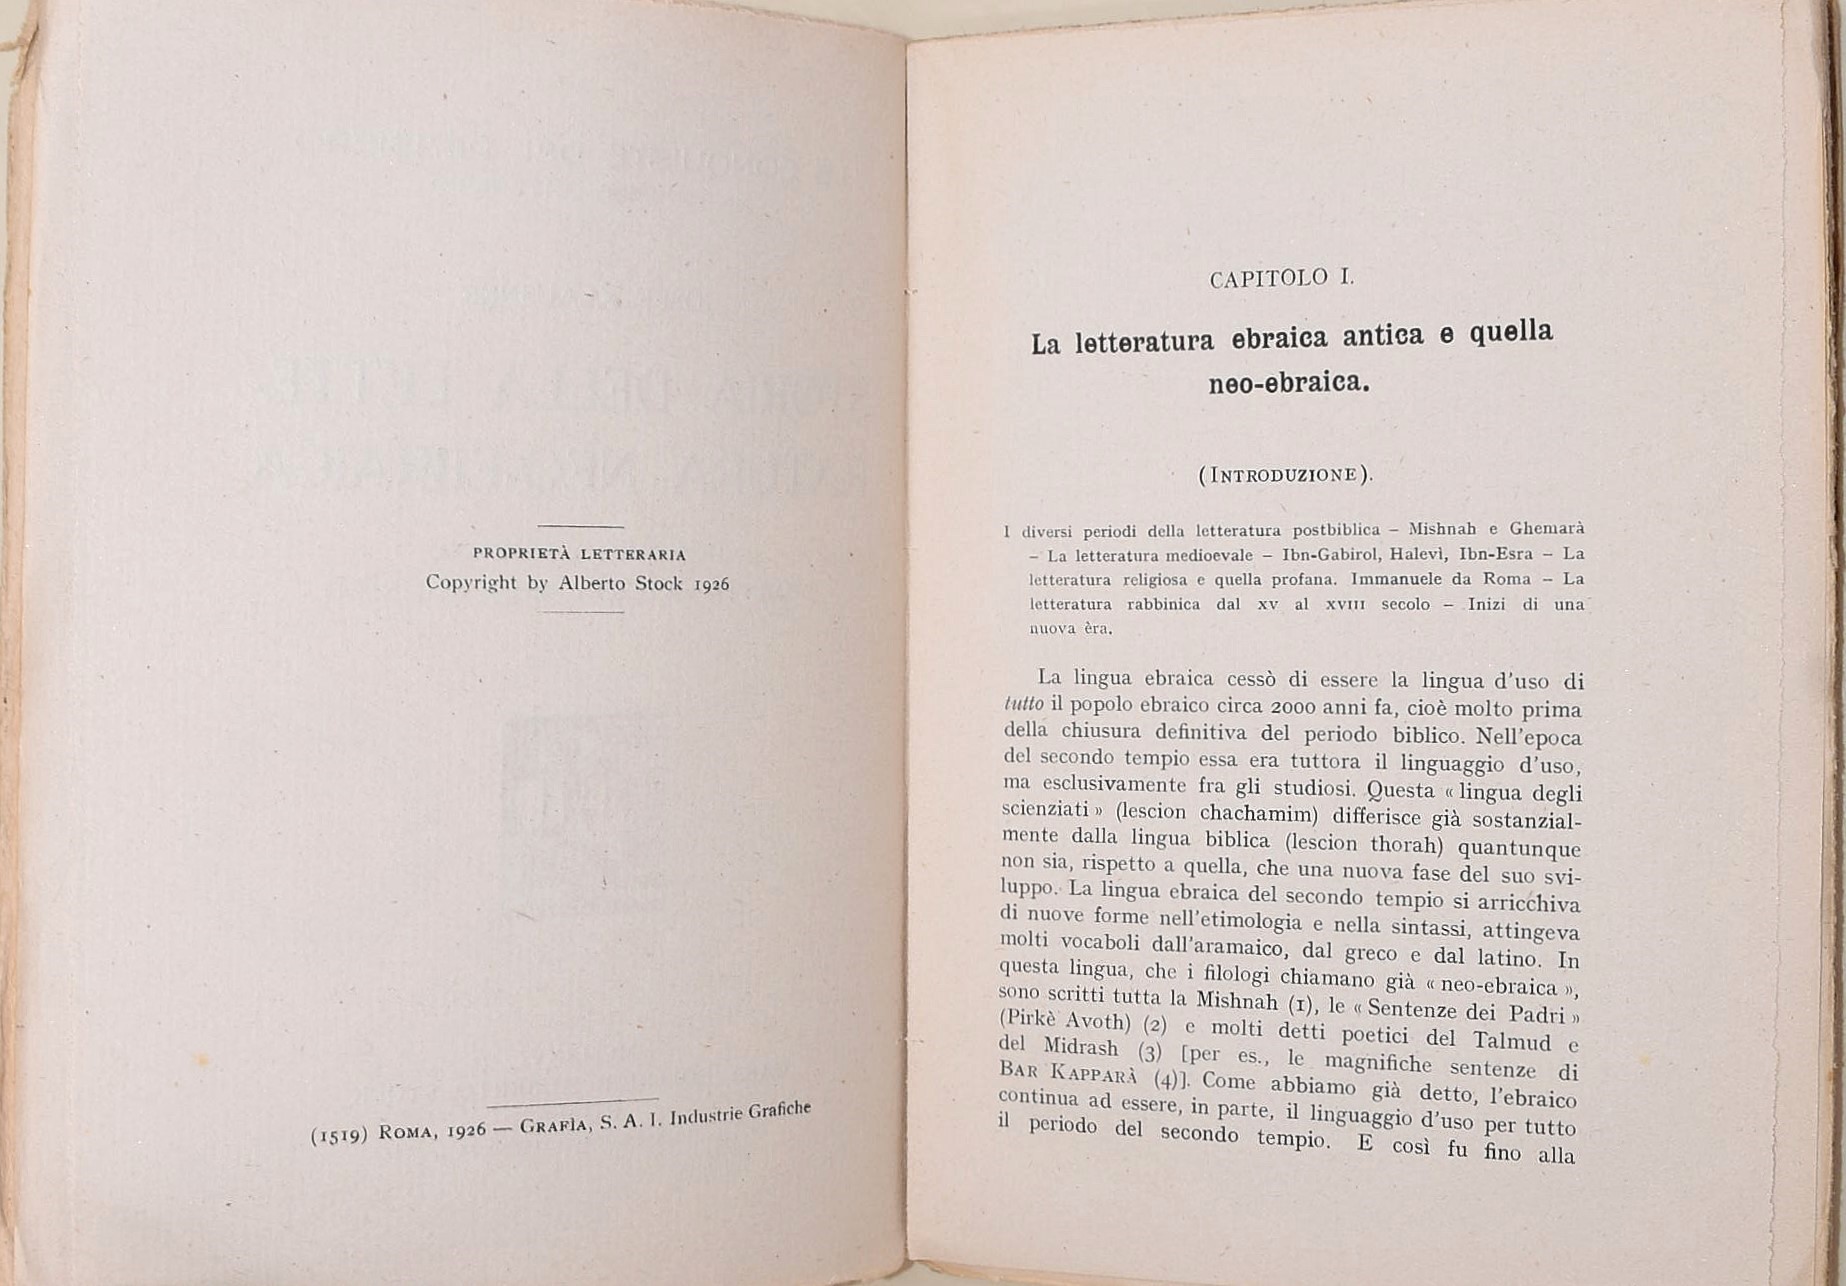 PROPRIETÀ LETTERARIA
Copyright by Alberto Stock 1926
(1519) ROMA, 1926 — GRAFÌA, S. A. I. Industrie Grafiche
CAPITOLO I.
La letteratura ebraica antica e quella
neo-ebraica.
(INTRODUZIONE).
I diversi periodi della letteratura postbiblica – Mishnah e Ghemarà
– La letteratura medioevale – Ibn-Gabirol, Halevì, Ibn-Esra – La
letteratura religiosa e quella profana. Immanuele da Roma – La
letteratura rabbinica dal XV al XVIII secolo – Inizi di una
nuova èra.
La lingua ebraica cessò di essere la lingua d'uso di
tutto il popolo ebraico circa 2000 anni fa, cioè molto prima
della chiusura definitiva del periodo biblico. Nell'epoca
del secondo tempio essa era tuttora il linguaggio d'uso,
ma esclusivamente fra gli studiosi. Questa « lingua degli
scienziati » (lescion chachamim) differisce già sostanzial-
mente dalla lingua biblica (lescion thorah) quantunque
non sia, rispetto a quella, che una nuova fase del suo svi-
luppo. La lingua ebraica del secondo tempio si arricchiva
di nuove forme nell'etimologia e nella sintassi, attingeva
molti vocaboli dall'aramaico, dal greco e dal latino. In
questa lingua, che i filologi chiamano già « neo-ebraica »,
sono scritti tutta la Mishnah (1), le « Sentenze dei Padri »
(Pirkè Avoth) (2) e molti detti poetici del Talmud e
del Midrash (3) [per es., le magnifiche sentenze di
BAR KAPPARÀ (4)]. Come abbiamo già detto, l'ebraico
continua ad essere, in parte, il linguaggio d'uso per tutto
il periodo del secondo tempio. E così fu fino alla